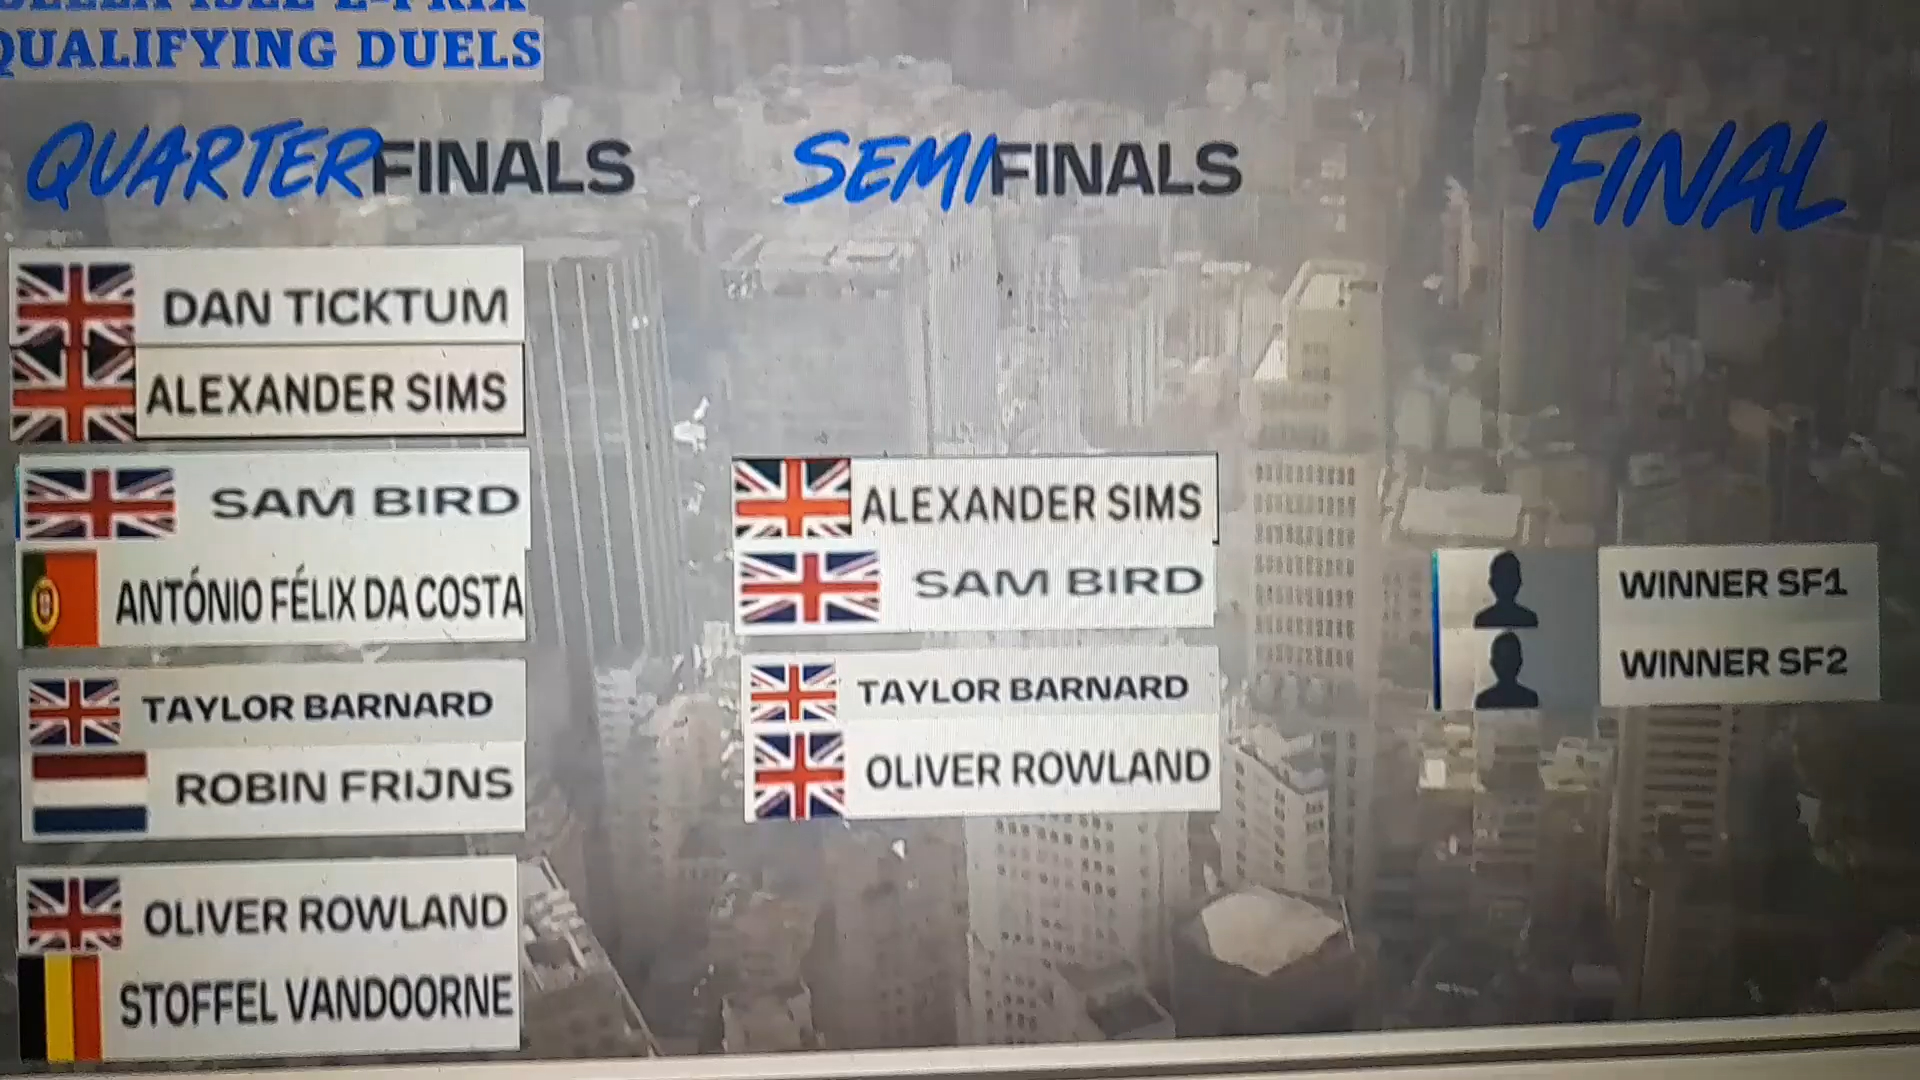 E-PRIX
QUALIFYING DUELS
QUARTERFINALS
DAN TICKTUM
ALEXANDER SIMS
SAM BIRD
ANTÓNIO FÉLIX DA COSTA
TAYLOR BARNARD
ROBIN FRIJNS
OLIVER ROWLAND
STOFFEL VANDOORNE
SEMIFINALS
ALEXANDER SIMS
SAM BIRD
TAYLOR BARNARD
OLIVER ROWLAND
FINAL
WINNER SF1
WINNER SF2